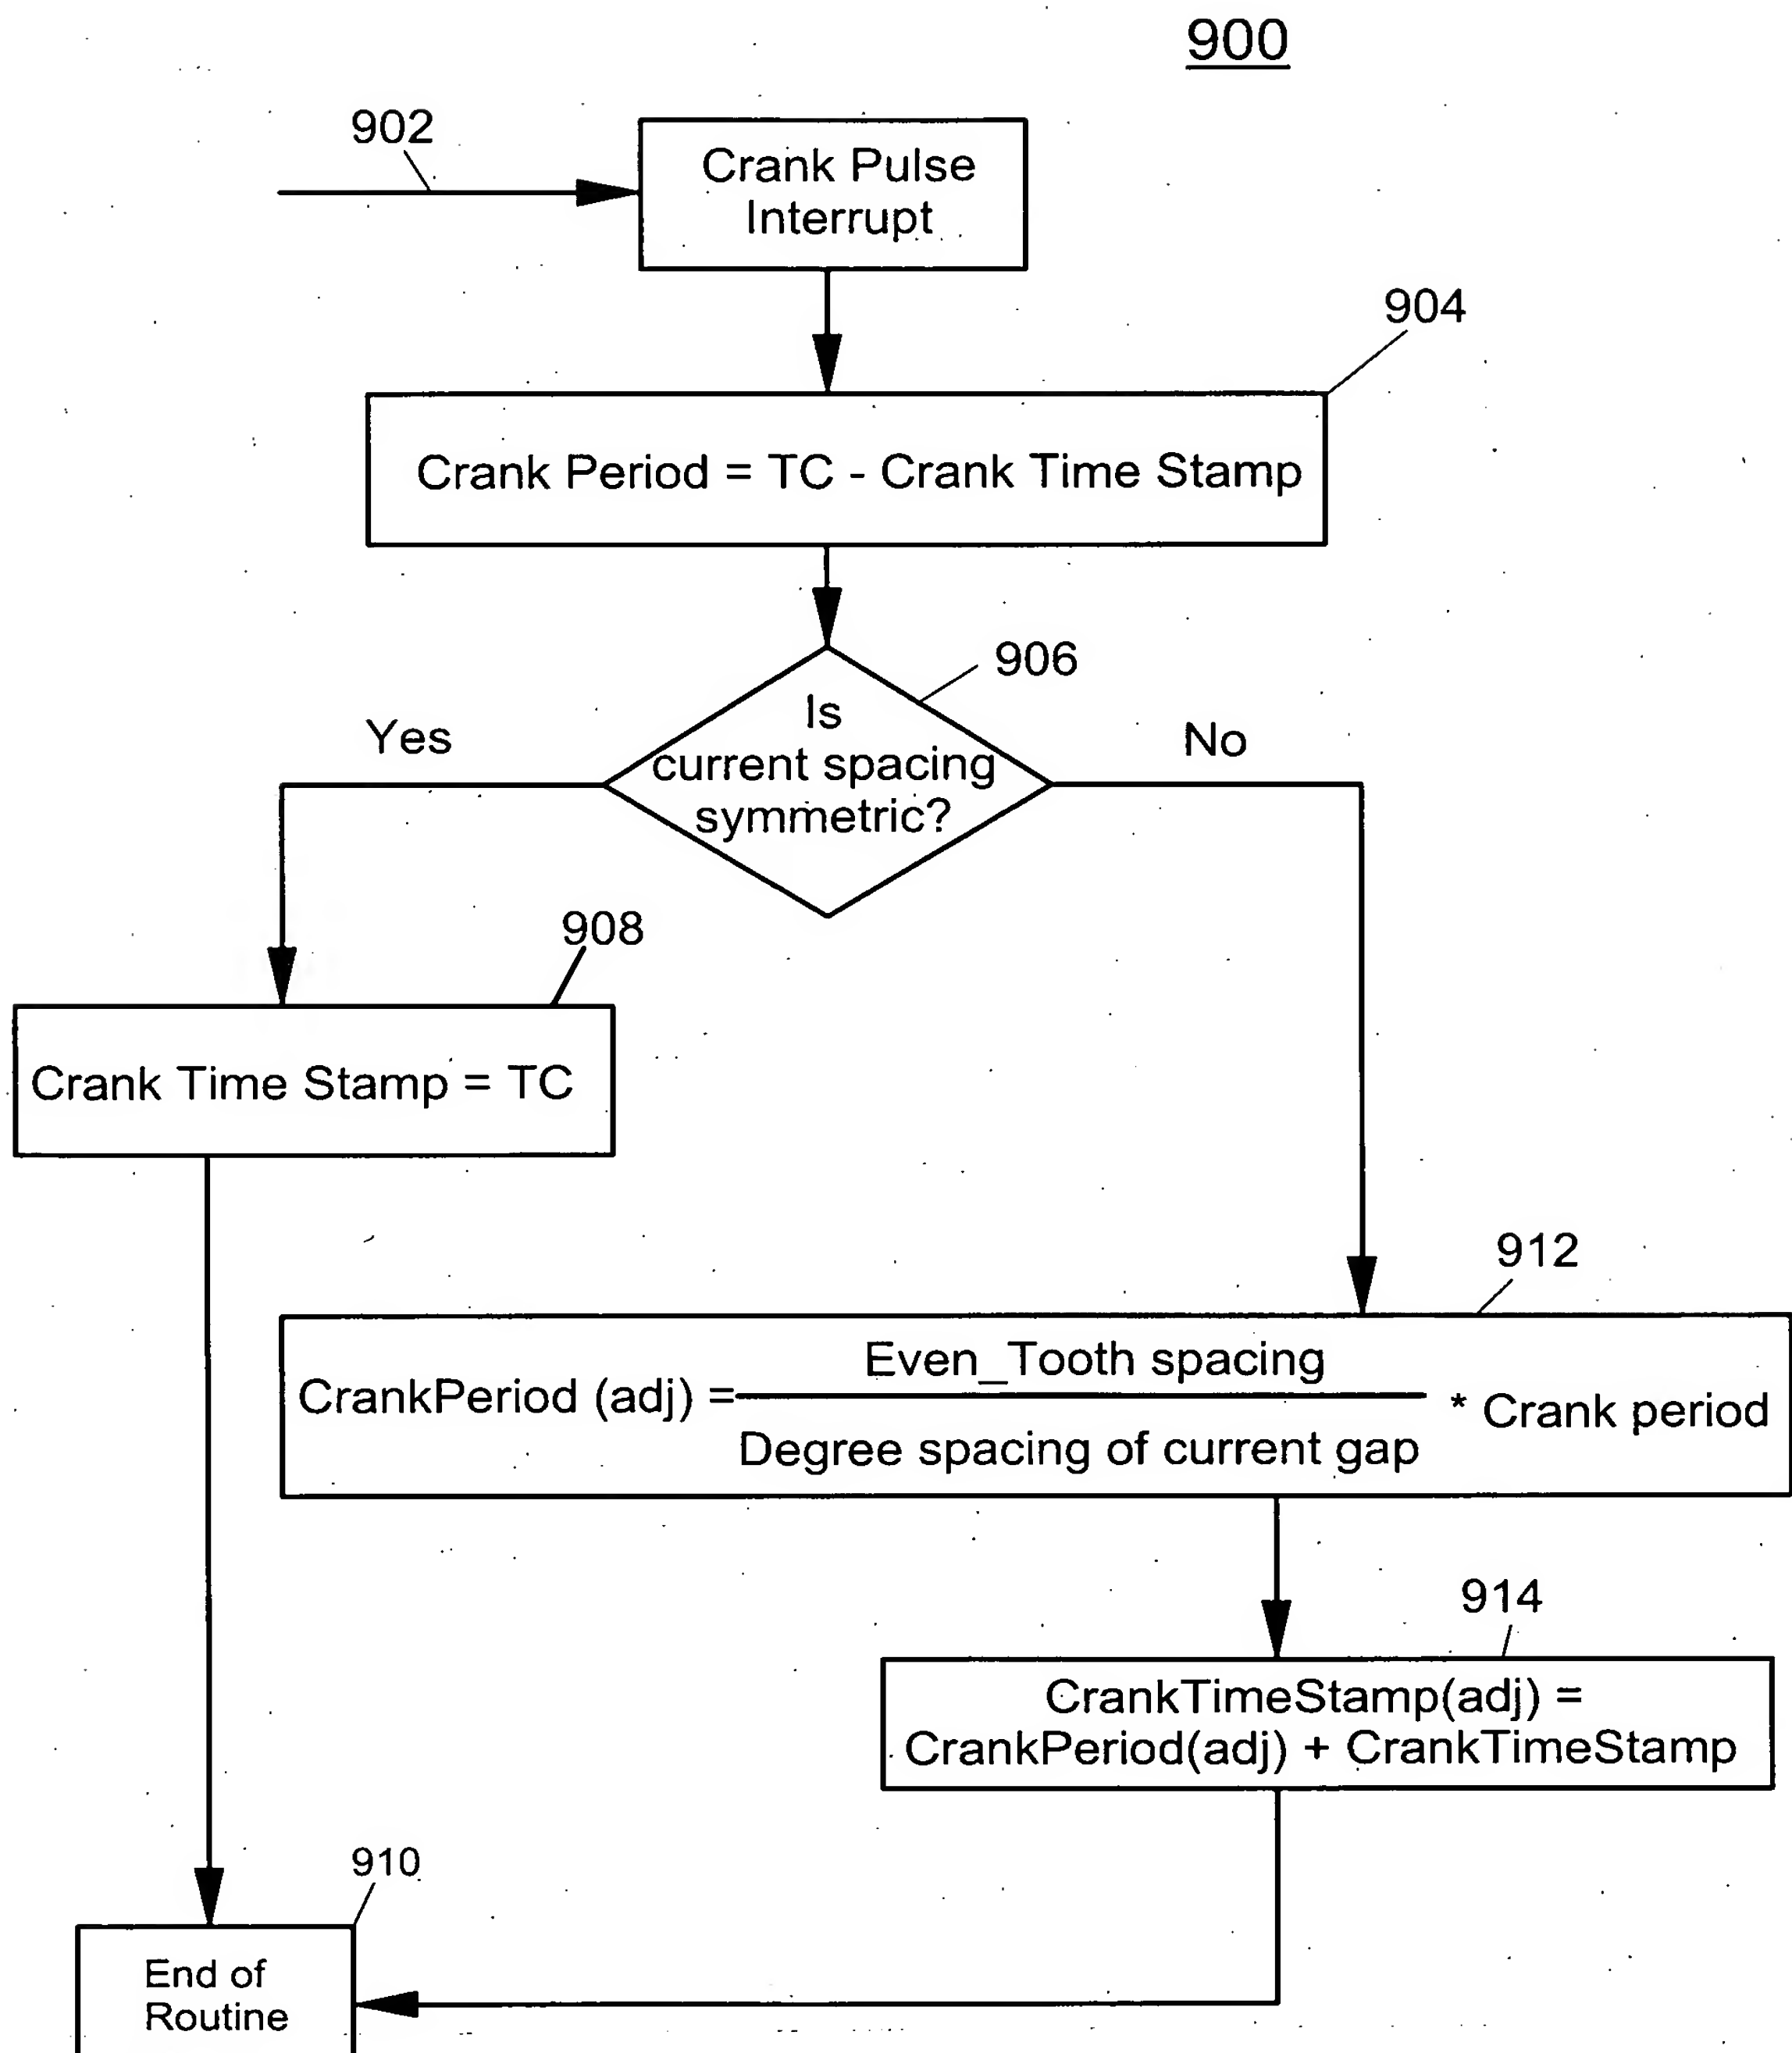 900
902
Crank Pulse
Interrupt
904
Crank Period = TC - Crank Time Stamp
906
Is
current spacing
symmetric?
Yes
No
908
Crank Time Stamp = TC
912
Even_Tooth spacing
CrankPeriod (adj) =
* Crank period
Degree spacing of current gap
914
CrankTimeStamp(adj) =
CrankPeriod(adj) + CrankTimeStamp
910
End of
Routine